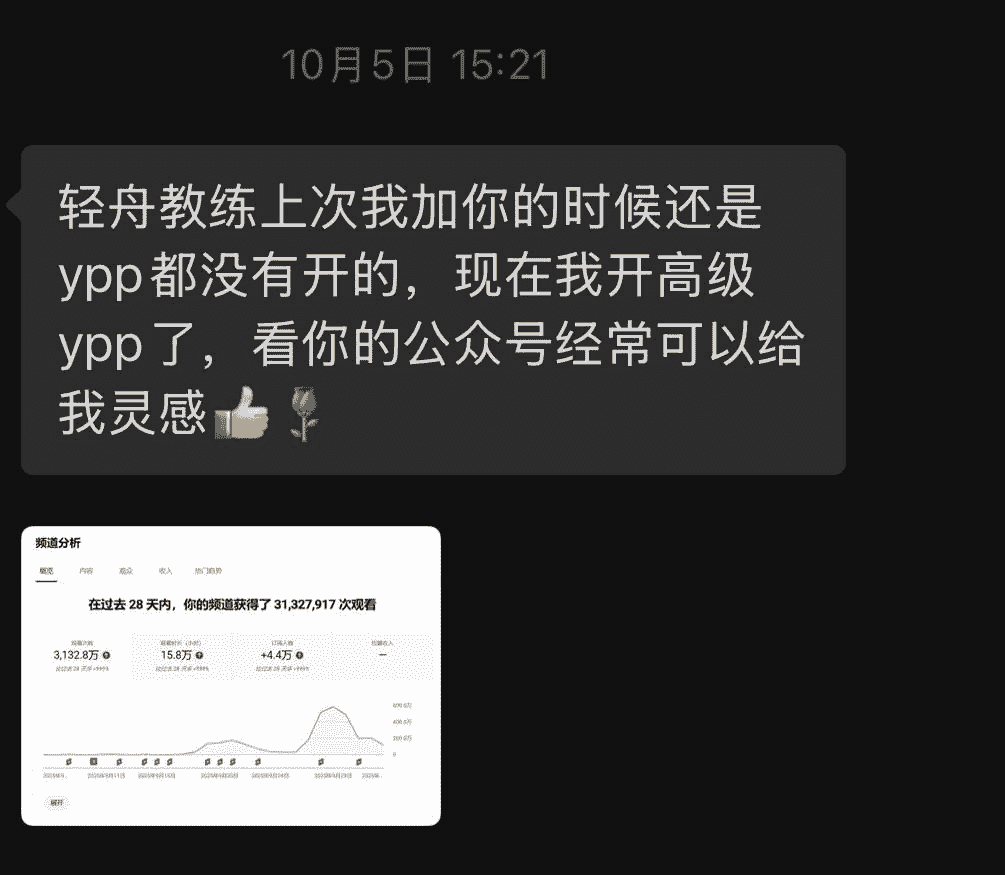 10月5日 15:21
轻舟教练上次我加你的时候还是
ypp都没有开的，现在我开高级
ypp了，看你的公众号经常可以给
我灵感👍🌹
频道分析
概览 内容 观众 收入 热门趋势
在过去 28 天内，你的频道获得了 31,327,917 次观看
观看次数 观看时长（小时） 订阅人数 估算收入
3,132.8万 15.8万 +4.4万 —
展开